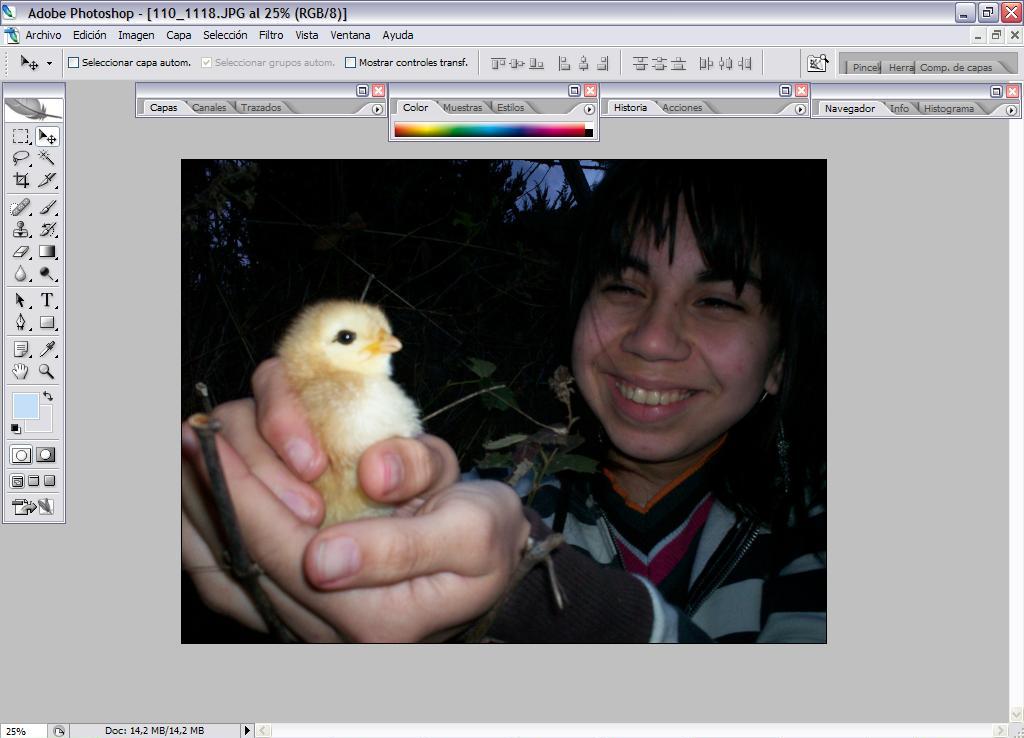 Adobe Photoshop - [110_1118.JPG al 25% (RGB/8)]
Archivo Edición Imagen Capa Selección Filtro Vista Ventana Ayuda
Seleccionar capa autom. Seleccionar grupos autom. Mostrar controles transf.
Pincel Herra Comp. de capas
Capas Canales Trazados
Color Muestras Estilos
Historia Acciones
Navegador Info Histograma
T
25% Doc: 14,2 MB/14,2 MB